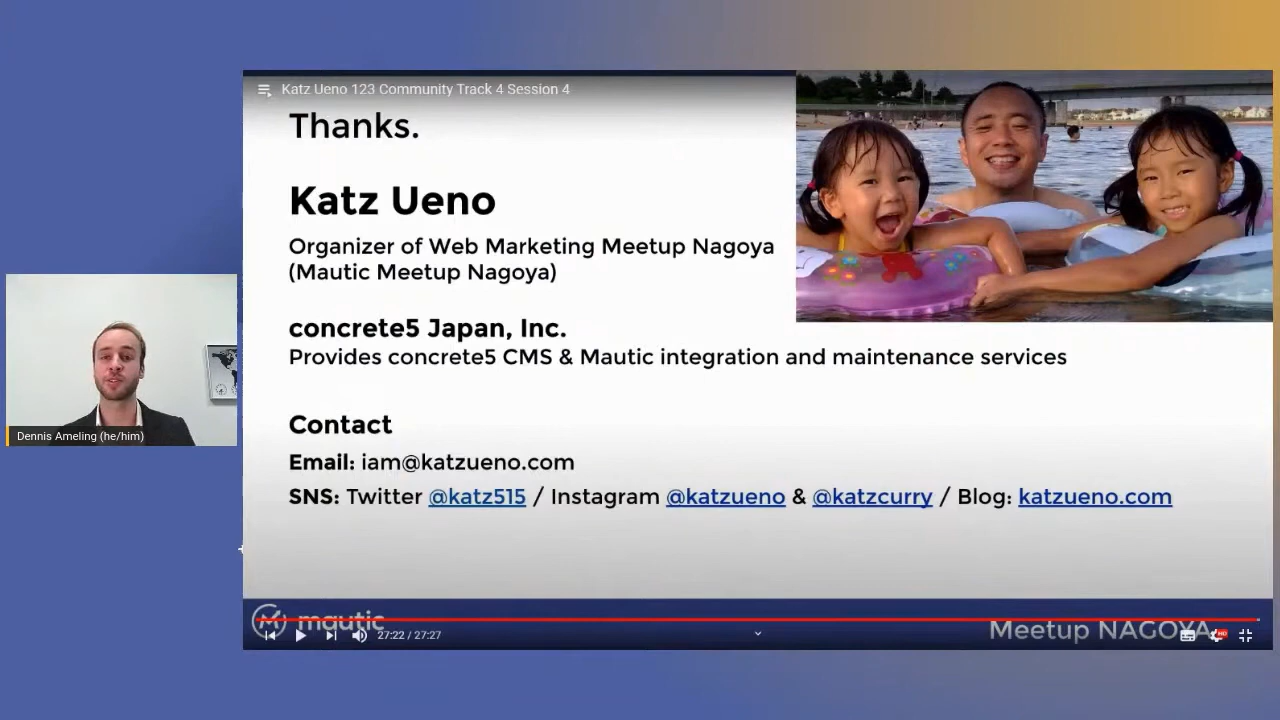 Katz Ueno 123 Community Track 4 Session 4
Thanks.
Katz Ueno
Organizer of Web Marketing Meetup Nagoya
(Mautic Meetup Nagoya)
concrete5 Japan, Inc.
Provides concrete5 CMS & Mautic integration and maintenance services
Contact
Email: iam@katzueno.com
SNS: Twitter @katz515 / Instagram @katzueno & @katzcurry / Blog: katzueno.com
Dennis Ameling (he/him)
mautic
27:22 / 27:27
Meetup NAGOYA
HD